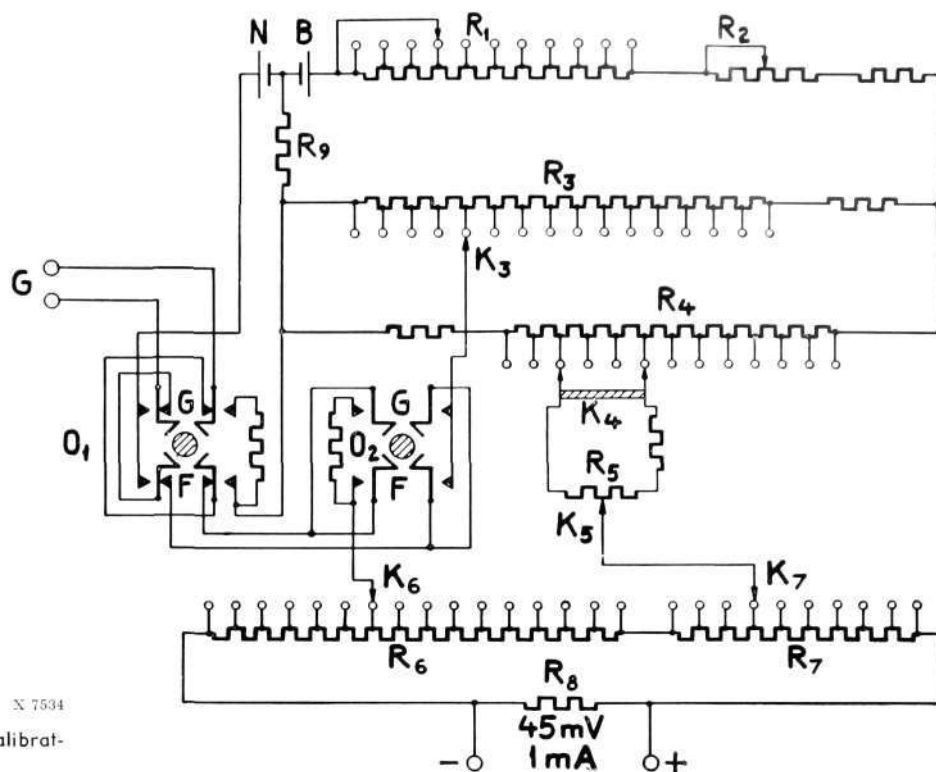 N B R1 R2
R9
R3
K3
G
R4
G G
O1 O2 K4
F F R5
K5
K6 K7
R6 R7
R8
X 7534
45mV
alibrat-
1mA
- +